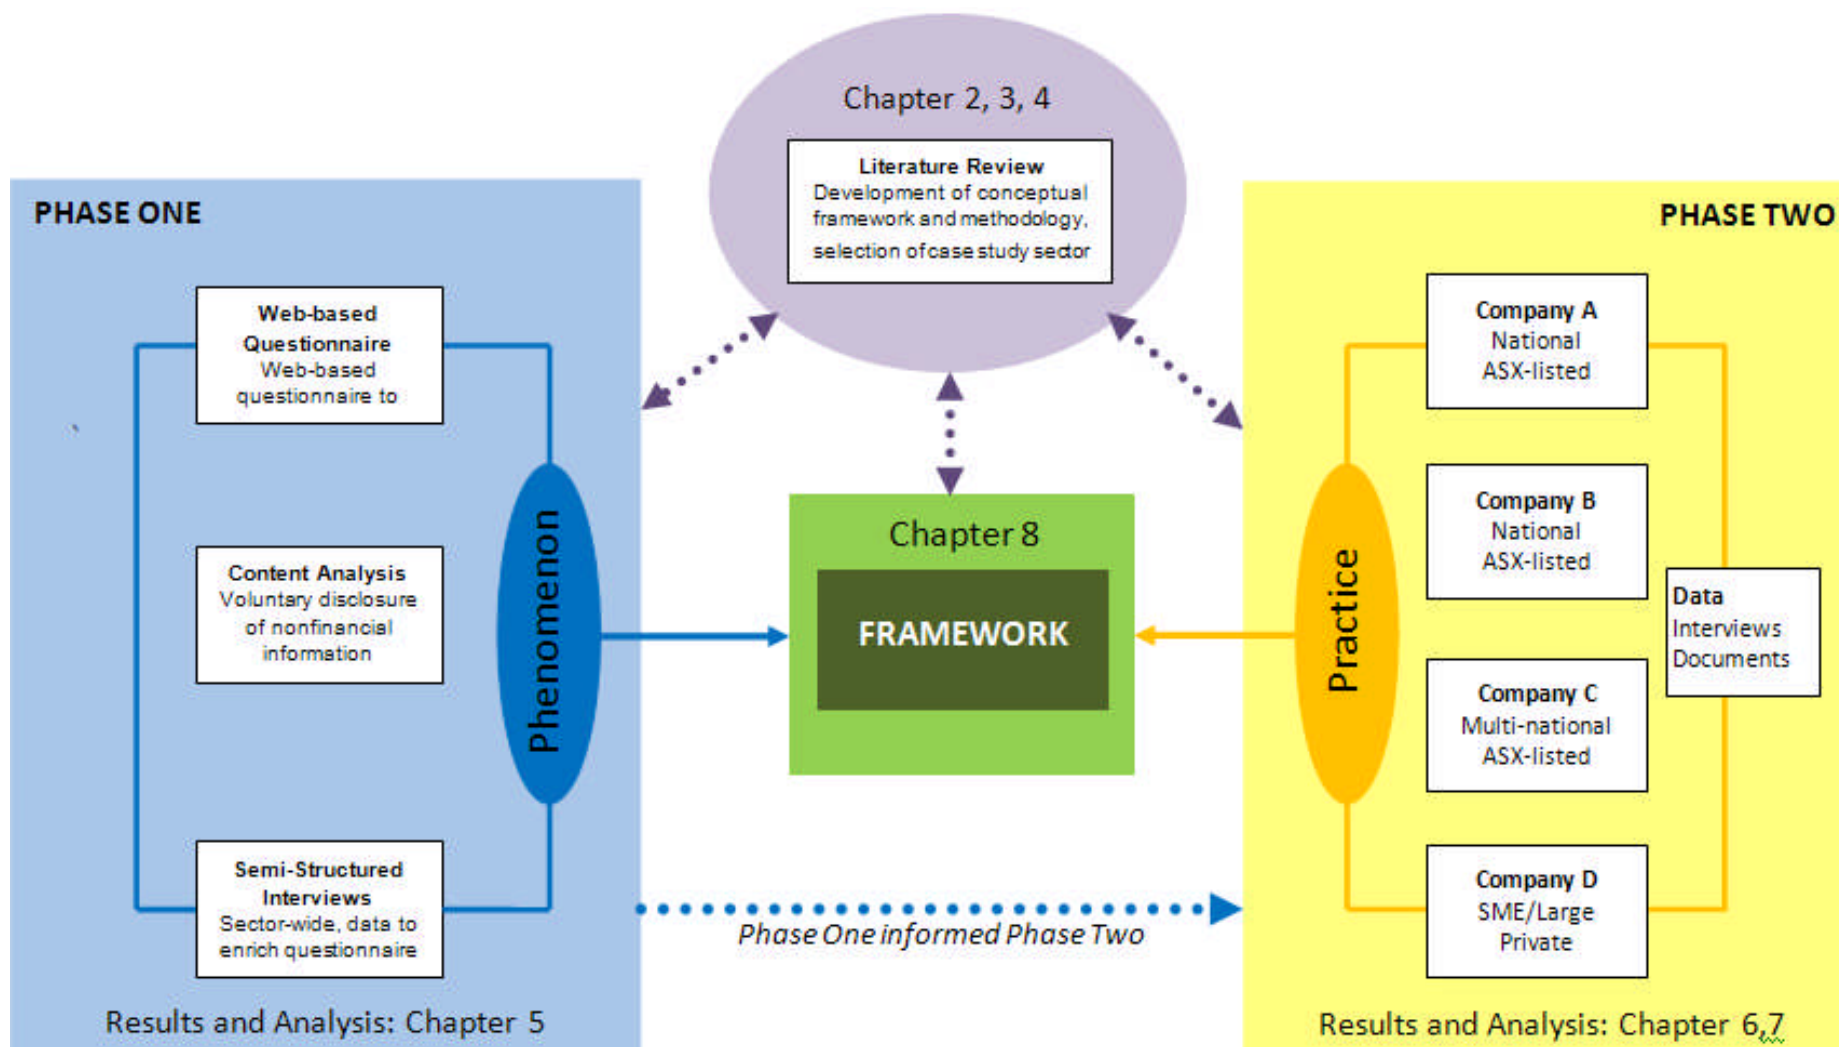 Chapter 2, 3, 4
Literature Review
Development of conceptual
framework and methodology,
selection of case study sector
PHASE ONE
Web-based
Questionnaire
Web-based
questionnaire to
Content Analysis
Voluntary disclosure
of nonfinancial
information
Semi-Structured
Interviews
Sector-wide, data to
enrich questionnaire
Phenomenon
Results and Analysis: Chapter 5
Chapter 8
FRAMEWORK
Phase One informed Phase Two
PHASE TWO
Practice
Company A
National
ASX-listed
Company B
National
ASX-listed
Company C
Multi-national
ASX-listed
Company D
SME/Large
Private
Data
Interviews
Documents
Results and Analysis: Chapter 6,7